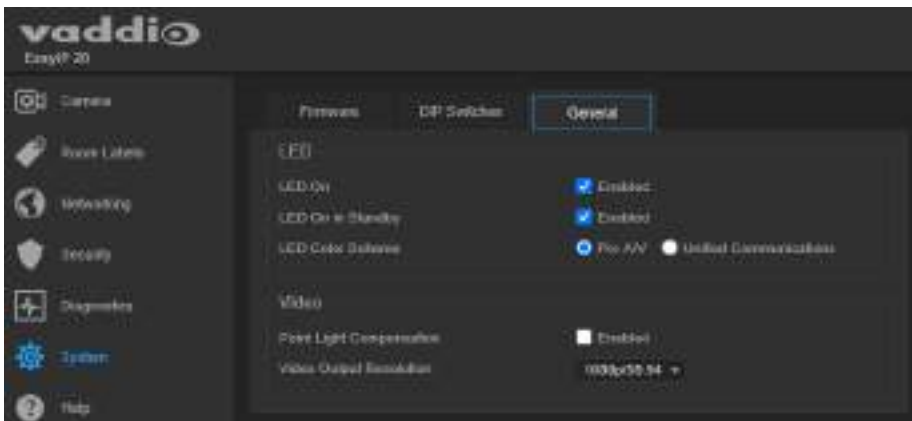 vaddio
EasyIP 20
Camera
Room Labels
Networking
Security
Diagnostics
System
Help
Firmware
DIP Switches
General
LED
LED On
Enabled
LED On in Standby
Enabled
LED Color Scheme
Pro A/V
Unified Communications
Video
Point Light Compensation
Enabled
Video Output Resolution
1080p/59.94